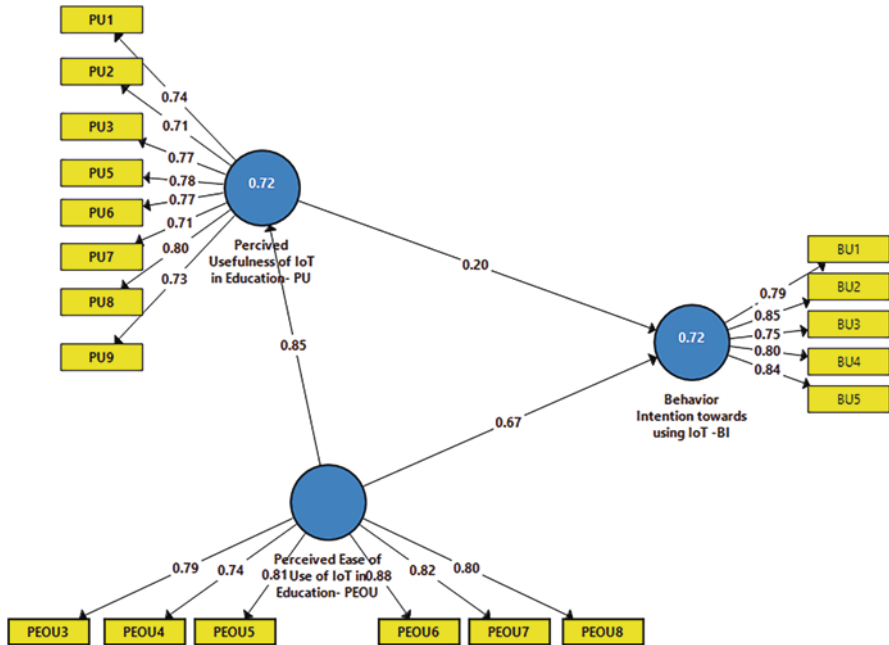 PU1
PU2
PU3
PU5
PU6
PU7
PU8
PU9
0.74
0.71
0.77
0.78
0.77
0.71
0.80
0.73
0.72
Percived
Usefulness of IoT
in Education- PU
0.20
0.85
0.67
0.72
Behavior
Intention towards
using IoT -BI
0.79
0.85
0.75
0.80
0.84
BU1
BU2
BU3
BU4
BU5
Perceived Ease of
Use of IoT in
Education- PEOU
0.79
0.74
0.81
0.88
0.82
0.80
PEOU3
PEOU4
PEOU5
PEOU6
PEOU7
PEOU8